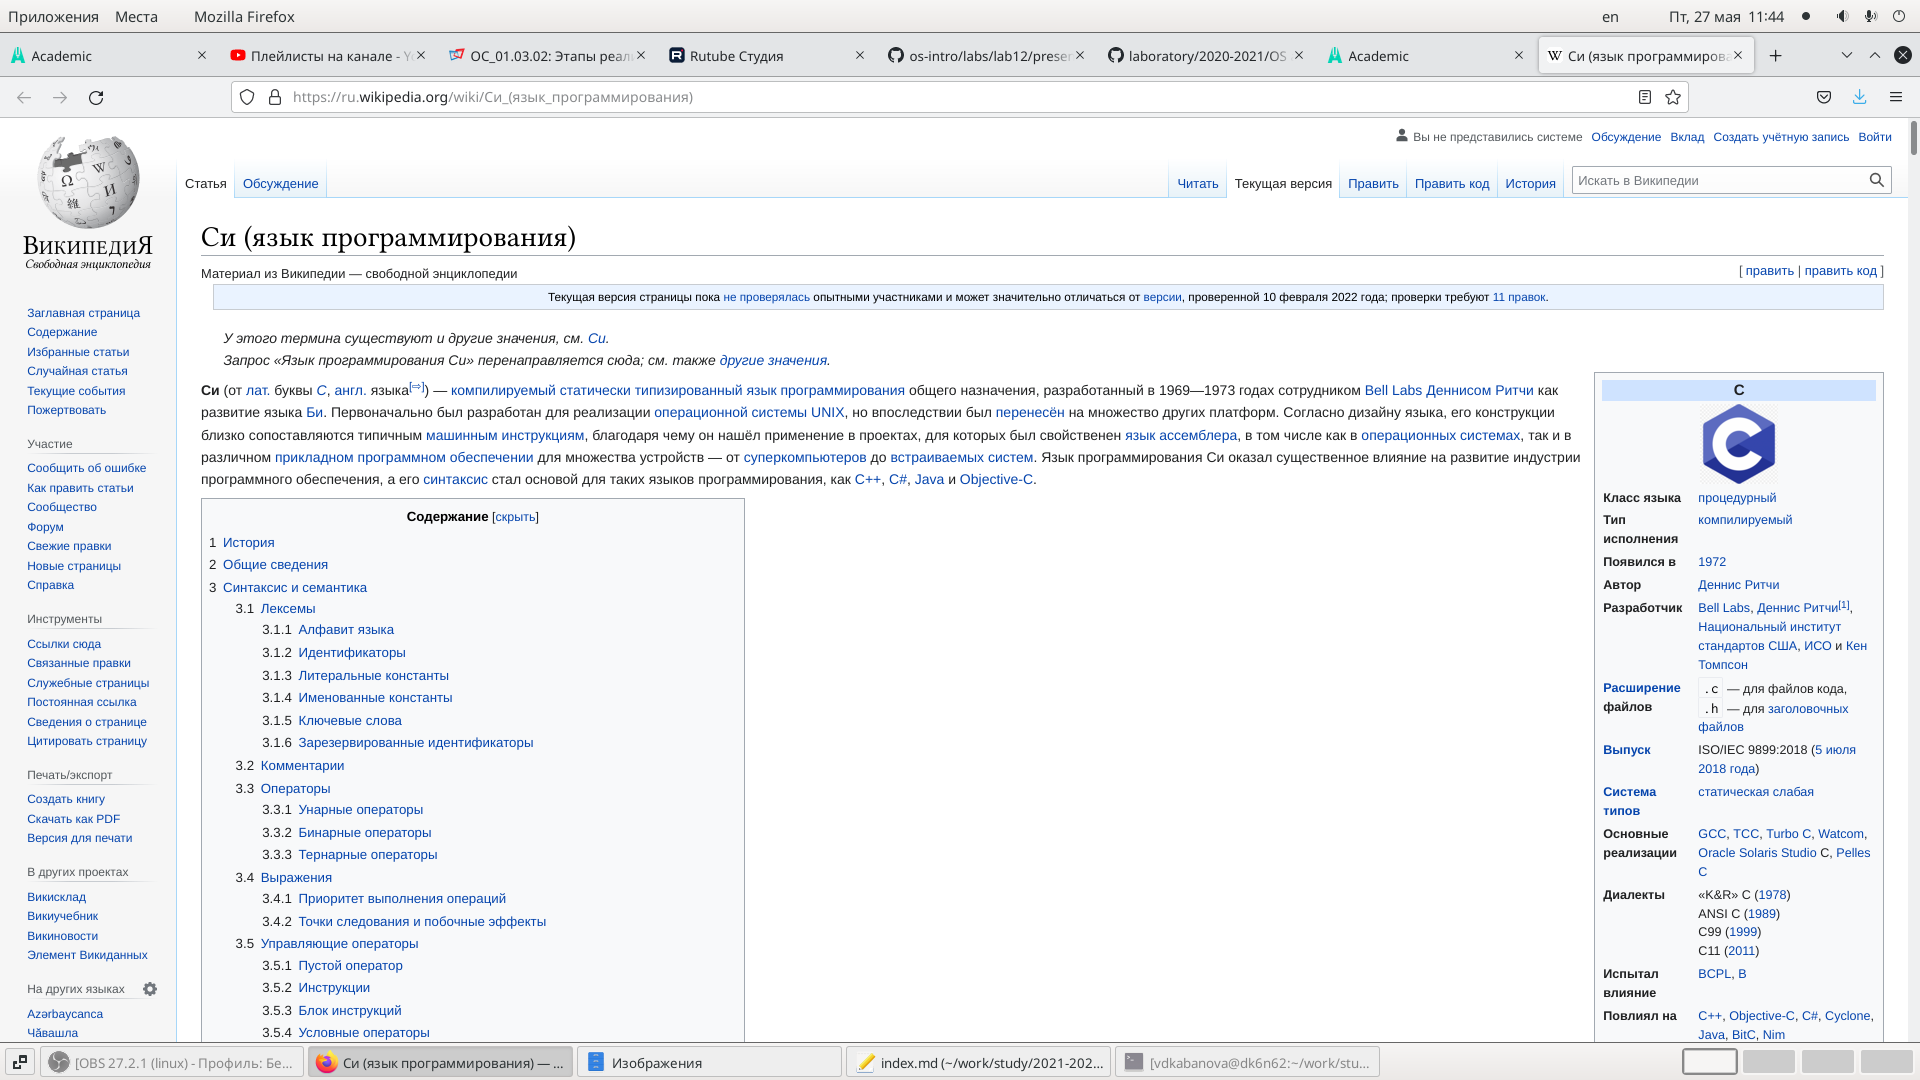 Приложения Места Mozilla Firefox en Пт, 27 мая 11:44
Academic Плейлисты на канале - ОС_01.03.02: Этапы реал Rutube Студия os-intro/labs/lab12/preser laboratory/2020-2021/OS Academic Си (язык программирова
https://ru.wikipedia.org/wiki/Си_(язык_программирования)
Вы не представились системе Обсуждение Вклад Создать учётную запись Войти
Статья Обсуждение Читать Текущая версия Править Править код История Искать в Википедии
ВикипедиЯ
Свободная энциклопедия
Заглавная страница
Содержание
Избранные статьи
Случайная статья
Текущие события
Пожертвовать
Участие
Сообщить об ошибке
Как править статьи
Сообщество
Форум
Свежие правки
Новые страницы
Справка
Инструменты
Ссылки сюда
Связанные правки
Служебные страницы
Постоянная ссылка
Сведения о странице
Цитировать страницу
Печать/экспорт
Создать книгу
Скачать как PDF
Версия для печати
В других проектах
Викисклад
Викиучебник
Викиновости
Элемент Викиданных
На других языках
Azərbaycanca
Чӑвашла
Си (язык программирования)
Материал из Википедии — свободной энциклопедии [ править | править код ]
Текущая версия страницы пока не проверялась опытными участниками и может значительно отличаться от версии, проверенной 10 февраля 2022 года; проверки требуют 11 правок.
У этого термина существуют и другие значения, см. Си.
Запрос «Язык программирования Си» перенаправляется сюда; см. также другие значения.
Си (от лат. буквы C, англ. языка[⇨]) — компилируемый статически типизированный язык программирования общего назначения, разработанный в 1969—1973 годах сотрудником Bell Labs Деннисом Ритчи как
развитие языка Би. Первоначально был разработан для реализации операционной системы UNIX, но впоследствии был перенесён на множество других платформ. Согласно дизайну языка, его конструкции
близко сопоставляются типичным машинным инструкциям, благодаря чему он нашёл применение в проектах, для которых был свойственен язык ассемблера, в том числе как в операционных системах, так и в
различном прикладном программном обеспечении для множества устройств — от суперкомпьютеров до встраиваемых систем. Язык программирования Си оказал существенное влияние на развитие индустрии
программного обеспечения, а его синтаксис стал основой для таких языков программирования, как C++, C#, Java и Objective-C.
Содержание [скрыть]
1 История
2 Общие сведения
3 Синтаксис и семантика
3.1 Лексемы
3.1.1 Алфавит языка
3.1.2 Идентификаторы
3.1.3 Литеральные константы
3.1.4 Именованные константы
3.1.5 Ключевые слова
3.1.6 Зарезервированные идентификаторы
3.2 Комментарии
3.3 Операторы
3.3.1 Унарные операторы
3.3.2 Бинарные операторы
3.3.3 Тернарные операторы
3.4 Выражения
3.4.1 Приоритет выполнения операций
3.4.2 Точки следования и побочные эффекты
3.5 Управляющие операторы
3.5.1 Пустой оператор
3.5.2 Инструкции
3.5.3 Блок инструкций
3.5.4 Условные операторы
C
C
Класс языка процедурный
Тип компилируемый
исполнения
Появился в 1972
Автор Деннис Ритчи
Разработчик Bell Labs, Деннис Ритчи[1],
Национальный институт
стандартов США, ИСО и Кен
Томпсон
Расширение .c — для файлов кода,
файлов .h — для заголовочных
файлов
Выпуск ISO/IEC 9899:2018 (5 июля
2018 года)
Система статическая слабая
типов
Основные GCC, TCC, Turbo C, Watcom,
реализации Oracle Solaris Studio C, Pelles
C
Диалекты «K&R» C (1978)
ANSI C (1989)
C99 (1999)
C11 (2011)
Испытал BCPL, B
влияние
Повлиял на C++, Objective-C, C#, Cyclone,
Java, BitC, Nim
[OBS 27.2.1 (linux) - Профиль: Бе... Си (язык программирования) — ... Изображения index.md (~/work/study/2021-202... [vdkabanova@dk6n62:~/work/stu...